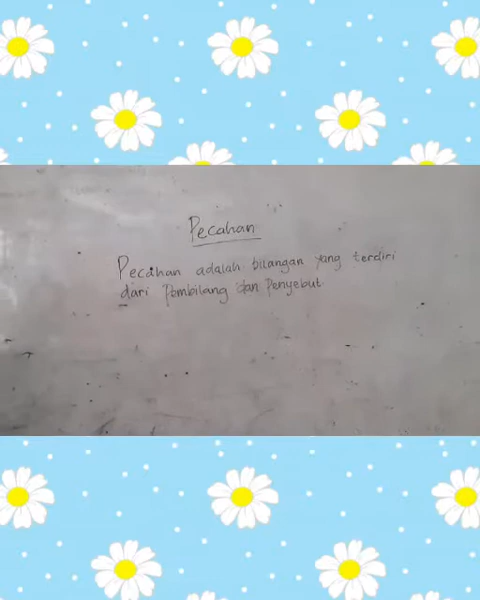 Pecahan
Pecahan adalah bilangan yang terdiri
dari Pembilang dan Penyebut